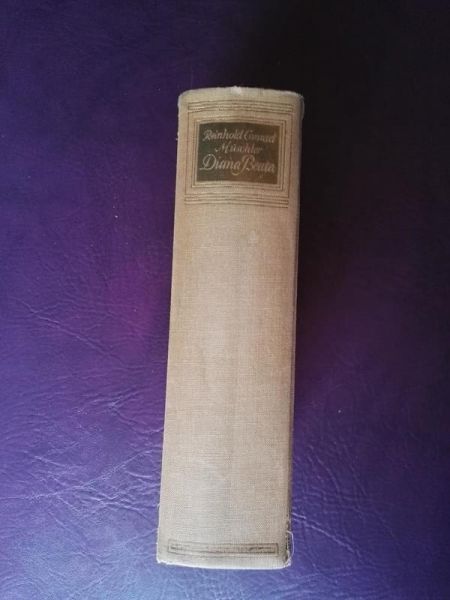 Reinhold Conrad
Muschler
Diana Beata